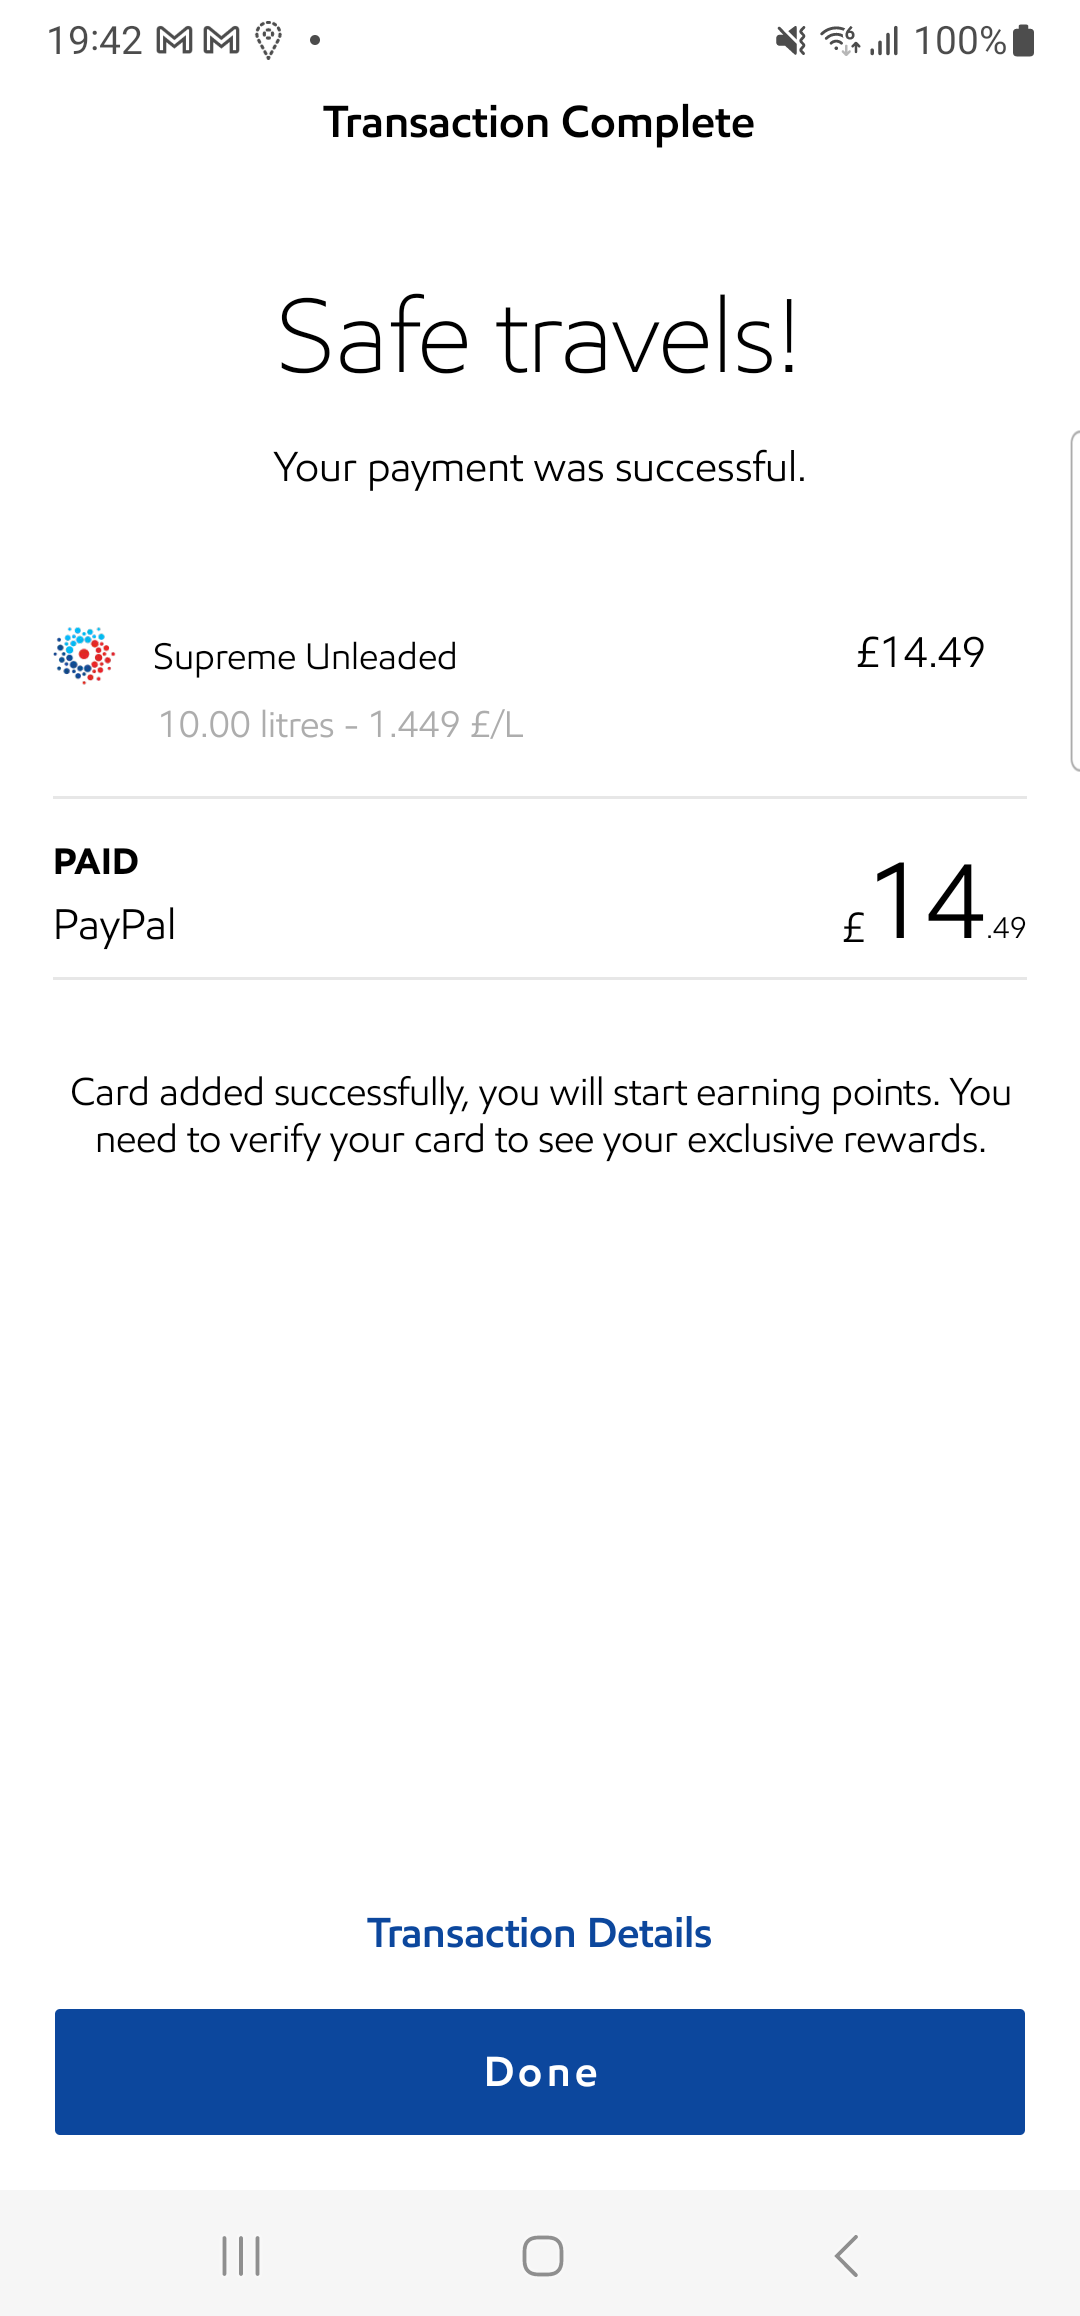 19:42
100%
Transaction Complete
Safe travels!
Your payment was successful.
Supreme Unleaded £14.49
10.00 litres - 1.449 £/L
PAID
PayPal £14.49
Card added successfully, you will start earning points. You
need to verify your card to see your exclusive rewards.
Transaction Details
Done